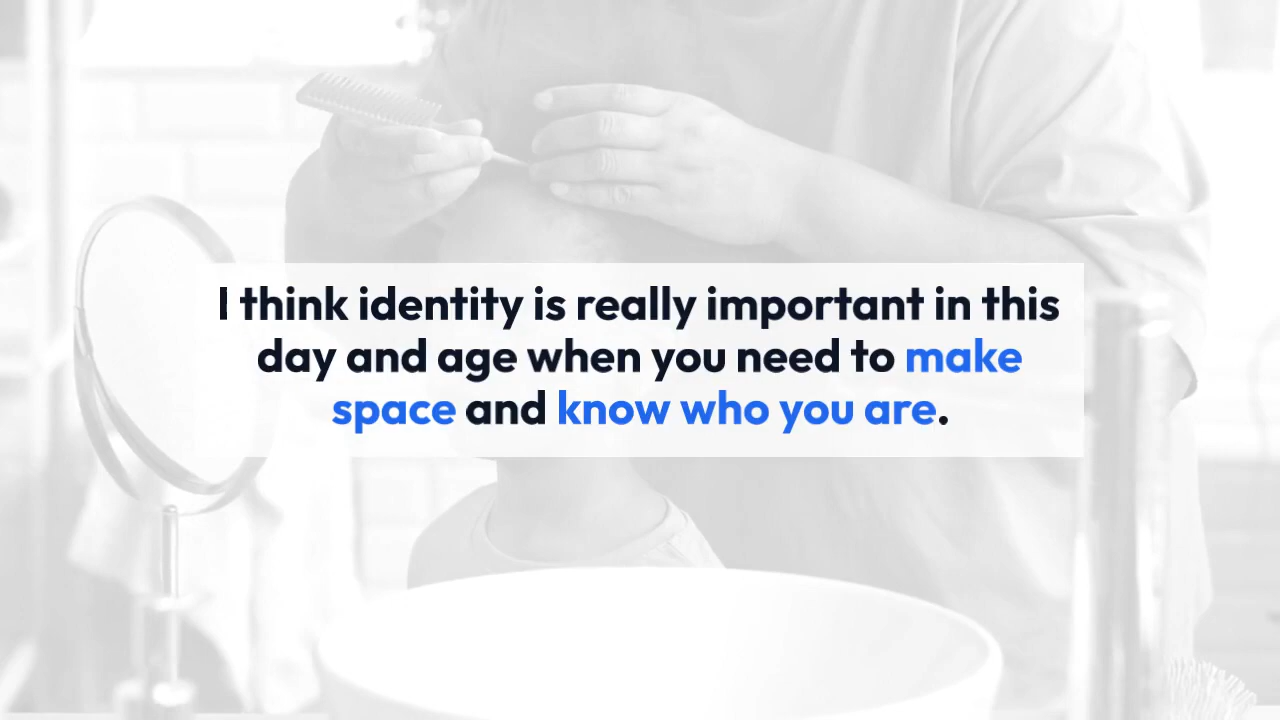 I think identity is really important in this
day and age when you need to make
space and know who you are.